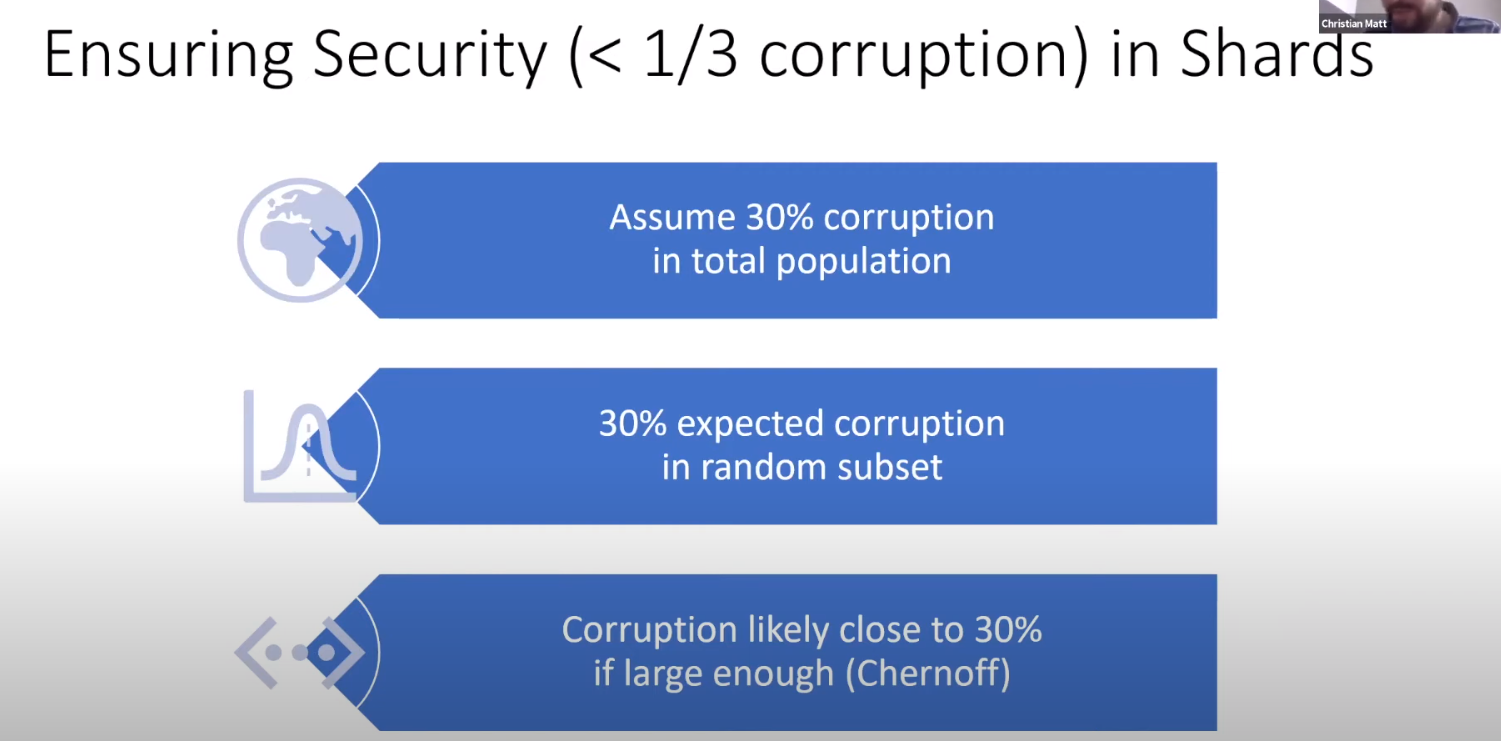 Christian Matt
Ensuring Security (< 1/3 corruption) in Shards
Assume 30% corruption
in total population
30% expected corruption
in random subset
Corruption likely close to 30%
if large enough (Chernoff)